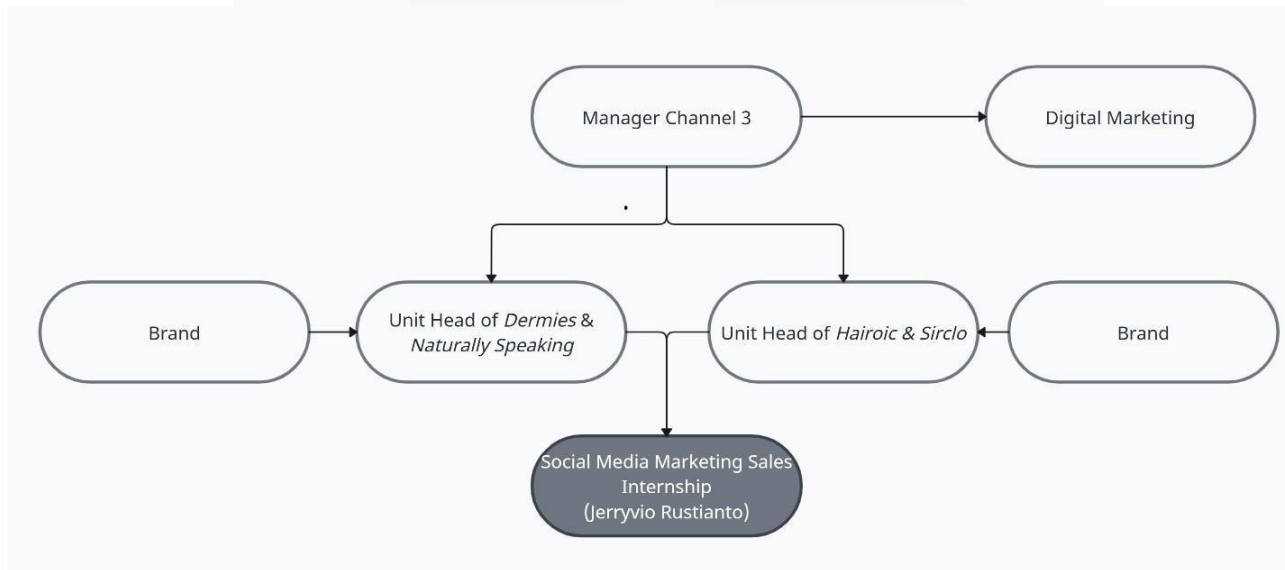 Manager Channel 3
Digital Marketing
Brand
Unit Head of Dermies &
Naturally Speaking
Unit Head of Hairoic & Sirclo
Brand
Social Media Marketing Sales
Internship
(Jerryvio Rustianto)